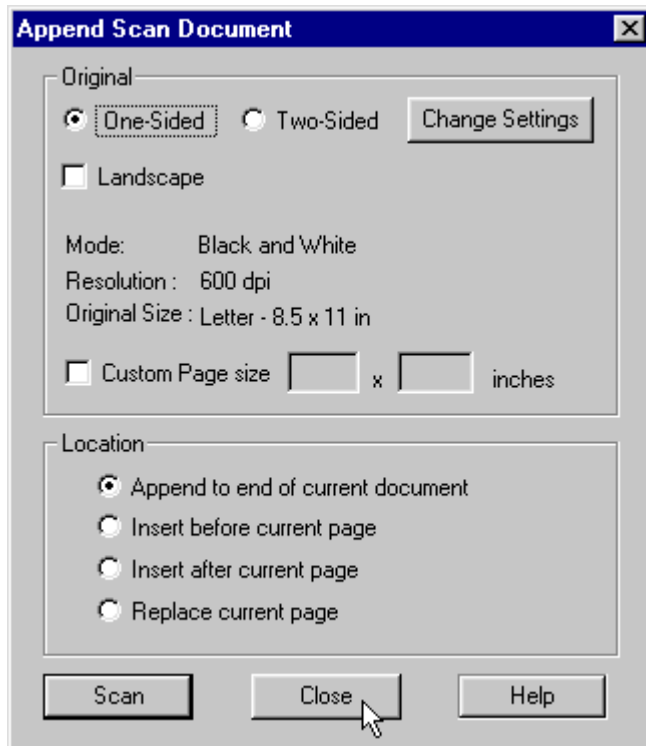 Append Scan Document
Original
One-Sided Two-Sided Change Settings
Landscape
Mode: Black and White
Resolution : 600 dpi
Original Size : Letter - 8.5 x 11 in
Custom Page size x inches
Location
Append to end of current document
Insert before current page
Insert after current page
Replace current page
Scan Close Help